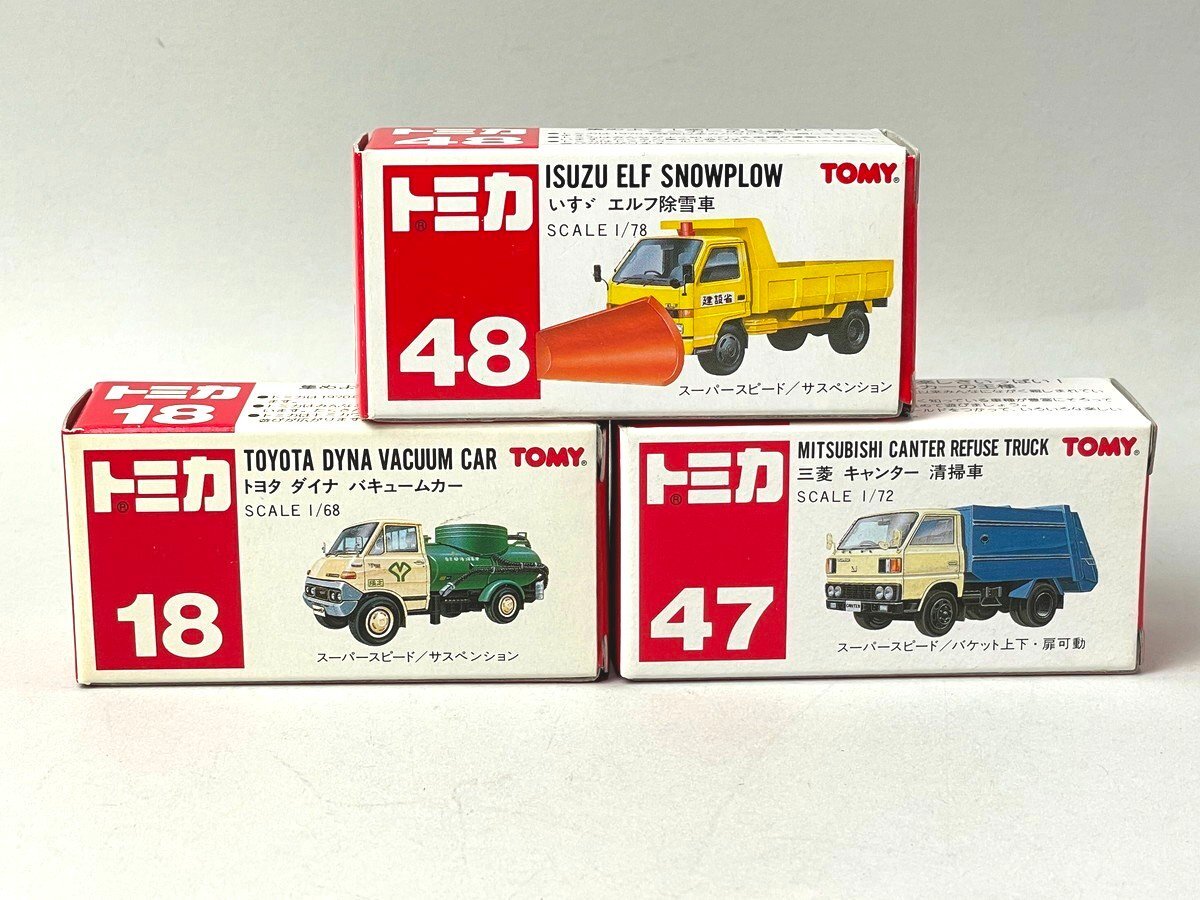 トミカ
48
ISUZU ELF SNOWPLOW
TOMY®
いすゞ エルフ除雪車
SCALE 1/78
トミカ®
48
建設省
スーパースピード/サスペンション
トミカ
18
TOYOTA DYNA VACUUM CAR
TOMY®
トヨタ ダイナ バキュームカー
SCALE 1/68
トミカ®
18
スーパースピード/サスペンション
MITSUBISHI CANTER REFUSE TRUCK
TOMY®
三菱 キャンター 清掃車
SCALE 1/72
トミカ®
47
CANTER
スーパースピード/バケット上下・扉可動